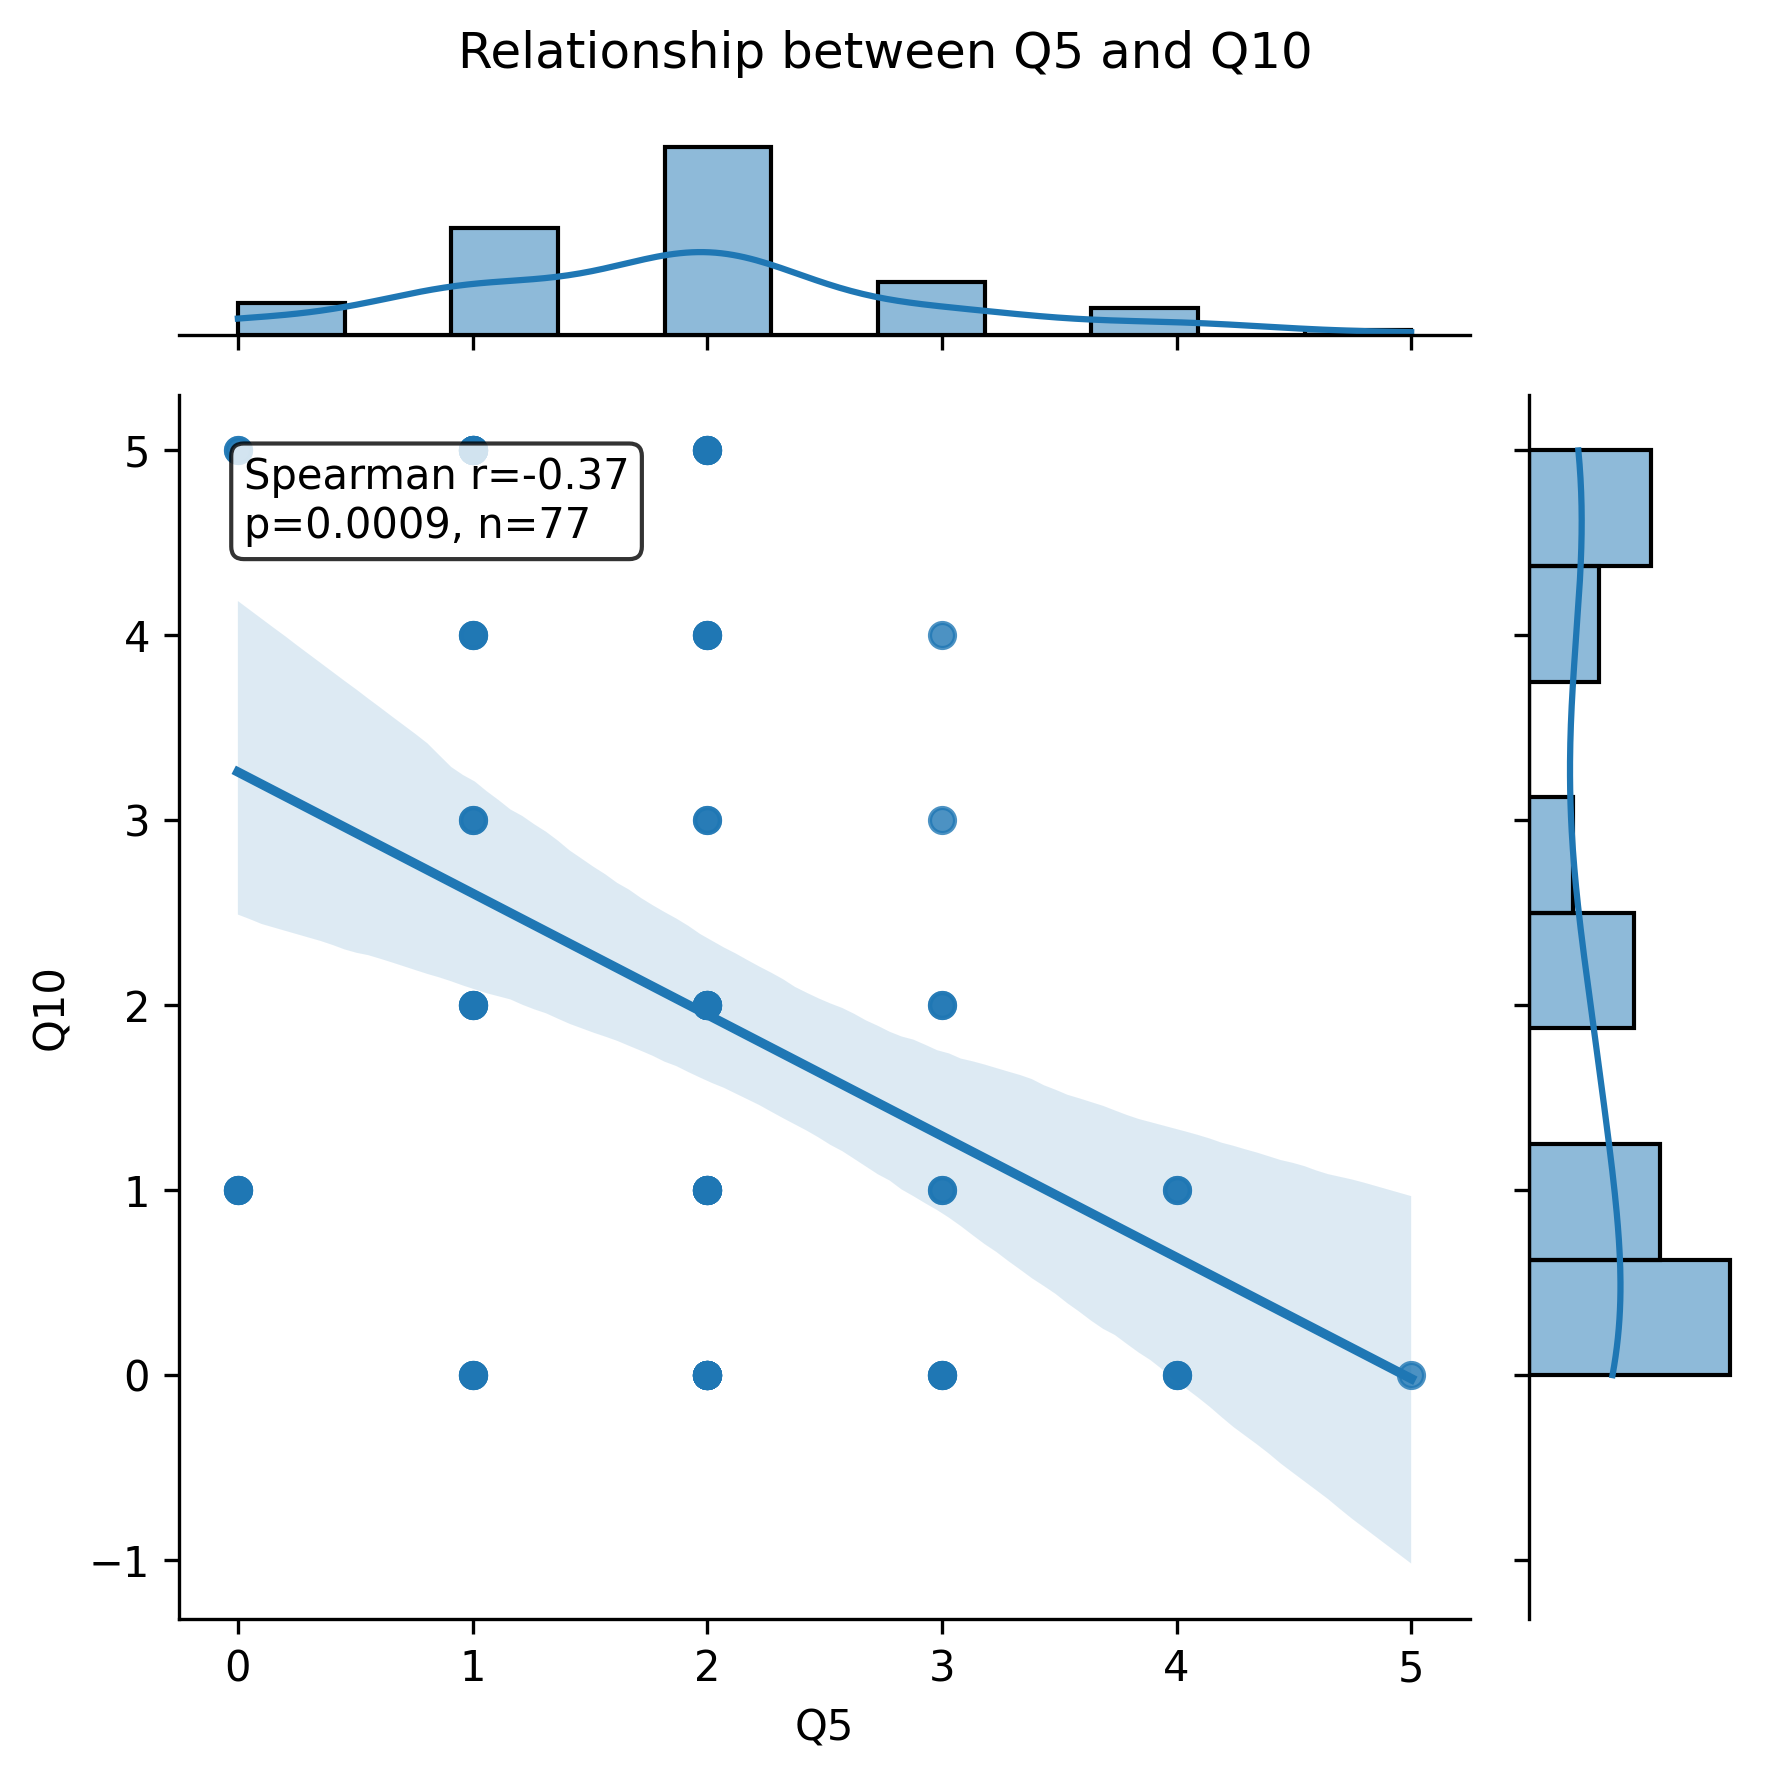 Relationship between Q5 and Q10
5
Spearman r=-0.37
p=0.0009, n=77
4
3
2
1
0
−1
Q10
0 1 2 3 4 5
Q5